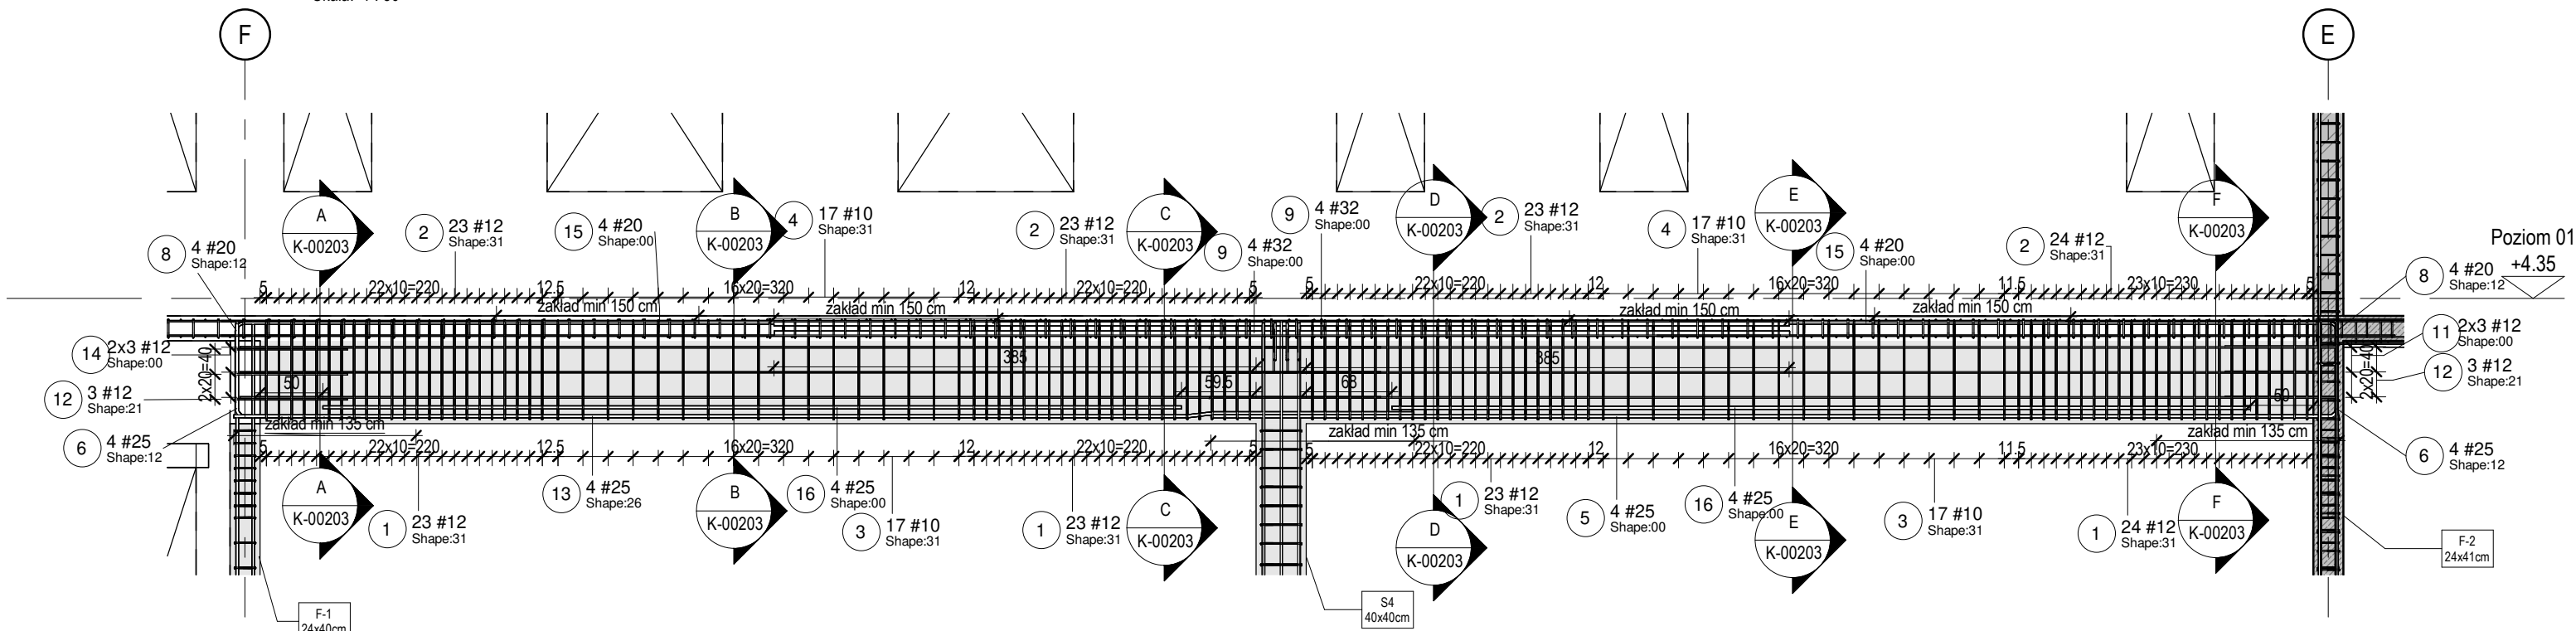 F
E
A
K-00203
2
23 #12
Shape:31
15
4 #20
Shape:00
B
K-00203
4
17 #10
Shape:31
2
23 #12
Shape:31
C
K-00203
9
4 #32
Shape:00
9
4 #32
Shape:00
D
K-00203
2
23 #12
Shape:31
4
17 #10
Shape:31
E
K-00203
15
4 #20
Shape:00
2
24 #12
Shape:31
F
K-00203
Poziom 01
+4.35
8
4 #20
Shape:12
8
4 #20
Shape:12
5
22x10=220
12.5
16x20=320
12
22x10=220
5
5
22x10=220
12
16x20=320
11.5
23x10=230
5
zakład min 150 cm
zakład min 150 cm
zakład min 150 cm
zakład min 150 cm
14
2x3 #12
Shape:00
2x20=40
385
385
11
2x3 #12
Shape:00
2x20=40
12
3 #12
Shape:21
50
59.5
68
50
12
3 #12
Shape:21
6
4 #25
Shape:12
zakład min 135 cm
zakład min 135 cm
zakład min 135 cm
6
4 #25
Shape:12
5
22x10=220
12.5
16x20=320
12
22x10=220
5
5
22x10=220
12
16x20=320
11.5
23x10=230
5
A
K-00203
1
23 #12
Shape:31
13
4 #25
Shape:26
B
K-00203
16
4 #25
Shape:00
3
17 #10
Shape:31
1
23 #12
Shape:31
C
K-00203
D
K-00203
1
23 #12
Shape:31
5
4 #25
Shape:00
16
4 #25
Shape:00
E
K-00203
3
17 #10
Shape:31
1
24 #12
Shape:31
F
K-00203
F-2
24x41cm
F-1
24x40cm
S4
40x40cm